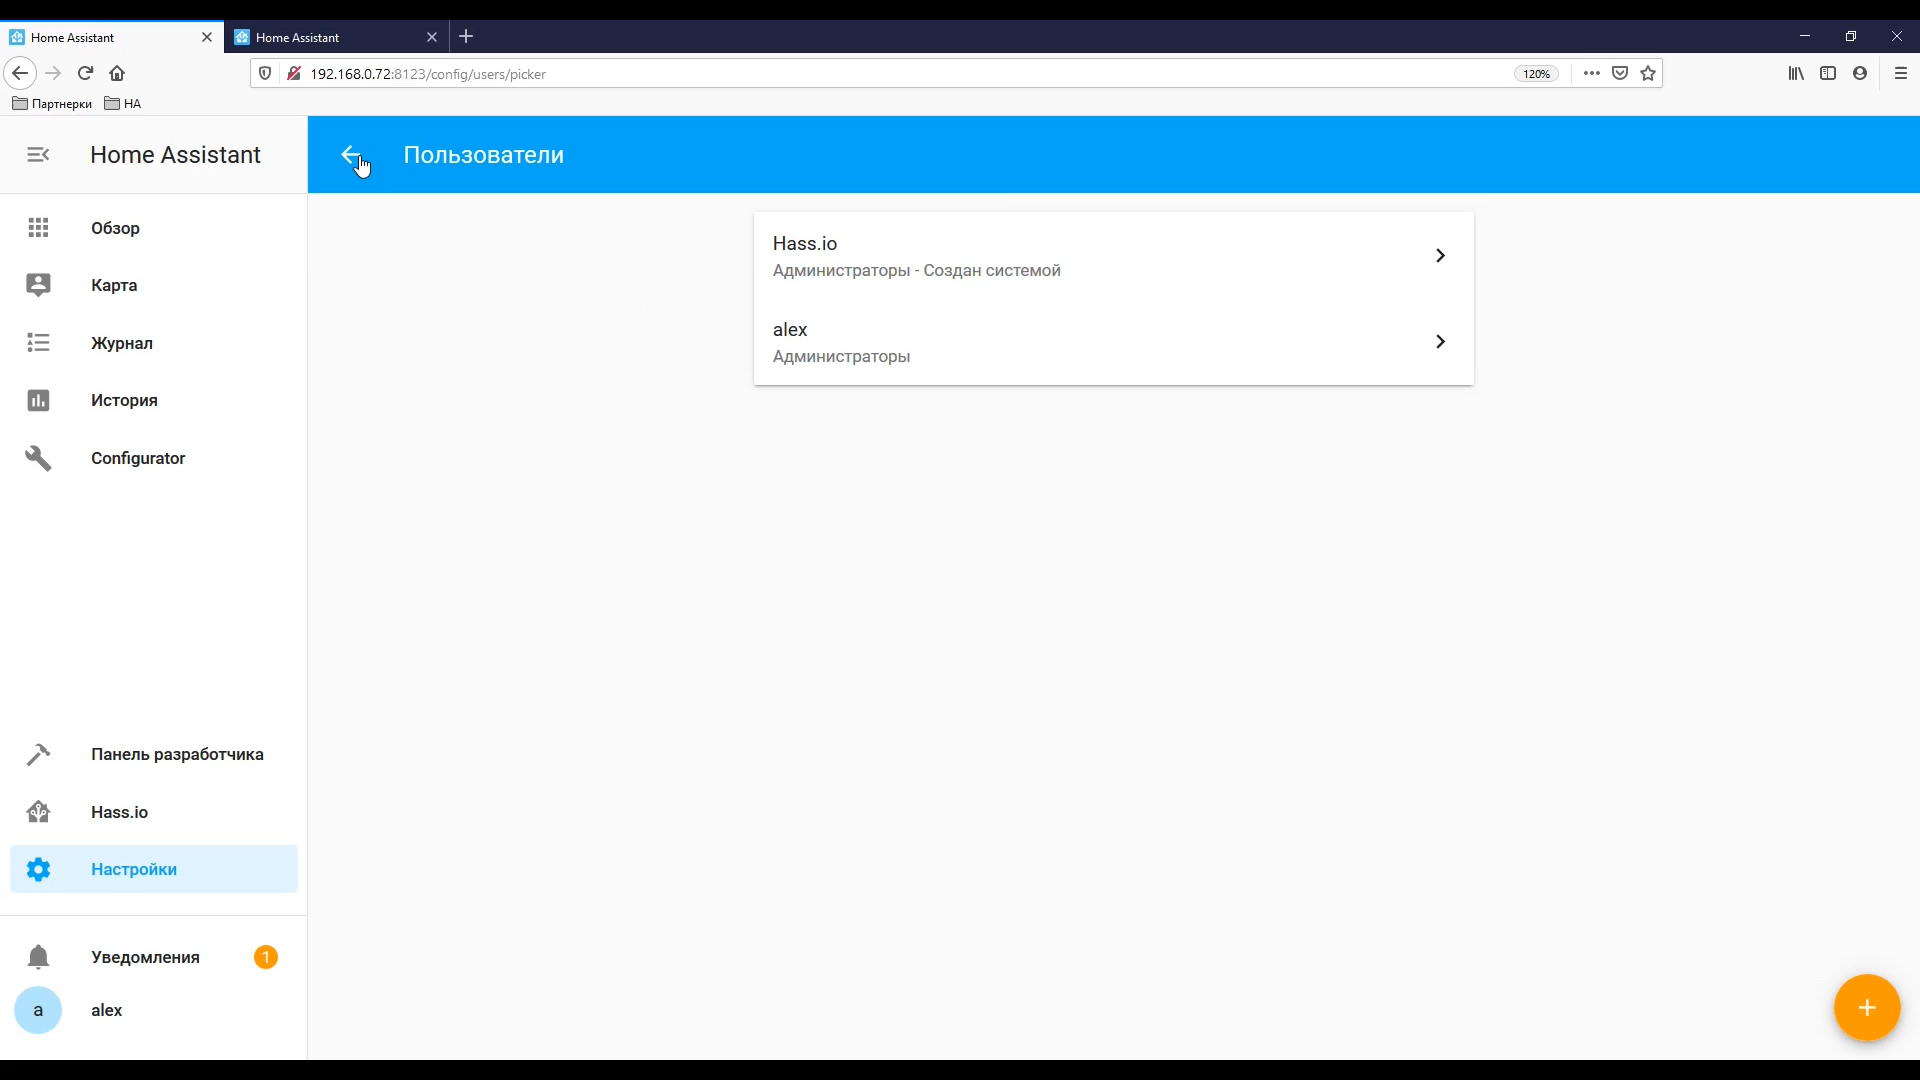 Home Assistant
Home Assistant
192.168.0.72:8123/config/users/picker
120%
Партнерки
HA
Home Assistant
Пользователи
Обзор
Карта
Журнал
История
Configurator
Hass.io
Администраторы - Создан системой
alex
Администраторы
Панель разработчика
Hass.io
Настройки
Уведомления
1
a
alex